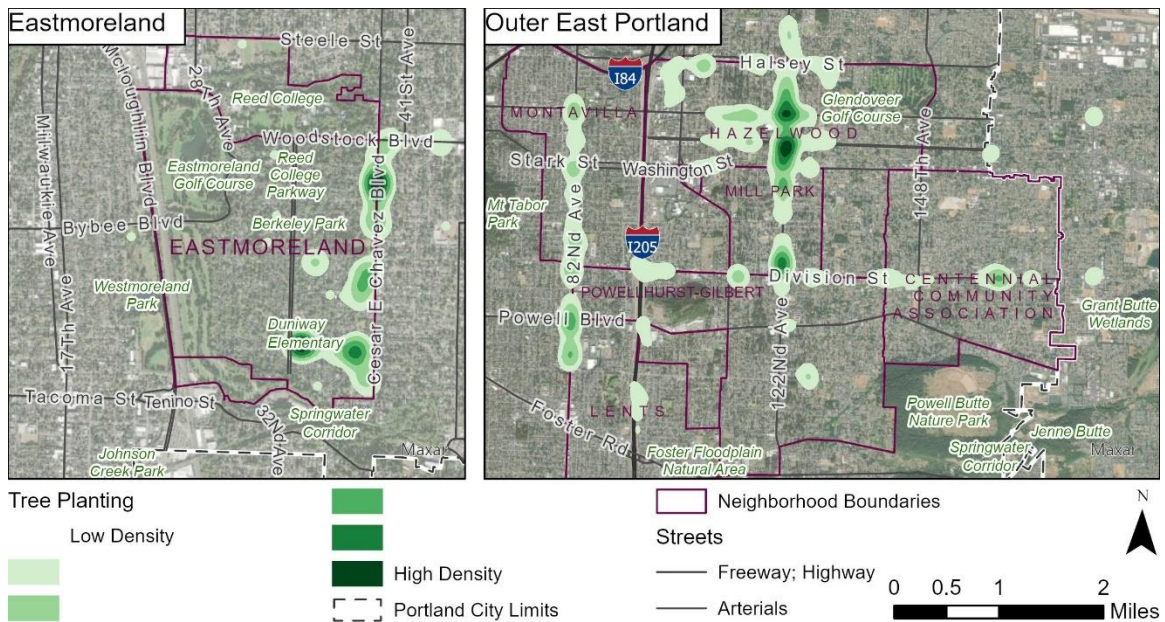 Eastmoreland
Steele St
Mcloughlin Blvd
28Th Ave
41St Ave
Reed College
Woodstock Blvd
Milwaukie Ave
Eastmoreland
Golf Course
Reed
College
Parkway
Bybee Blvd
Berkeley Park
EASTMORELAND
Cesar E Chavez Blvd
Westmoreland
Park
17Th Ave
Duniway
Elementary
Tacoma St
Tenino St
32Nd Ave
Springwater
Corridor
Johnson
Creek Park
Maxar
Outer East Portland
I84
Halsey St
MONTAVILLA
Glendoveer
Golf Course
HAZELWOOD
Stark St
Washington St
148Th Ave
MILL PARK
Mt
Tabor
Park
82Nd Ave
I205
Division St
POWELLHURST-GILBERT
CENTENNIAL
COMMUNITY
ASSOCIATION
Grant Butte
Wetlands
Powell Blvd
122Nd Ave
LENTS
Foster Rd
Powell Butte
Nature Park
Foster Floodplain
Natural Area
Springwater
Corridor
Jenne Butte
Maxar
Tree Planting
Low Density
High Density
Portland City Limits
Neighborhood Boundaries
Streets
Freeway; Highway
Arterials
N
0 0.5 1 2
Miles